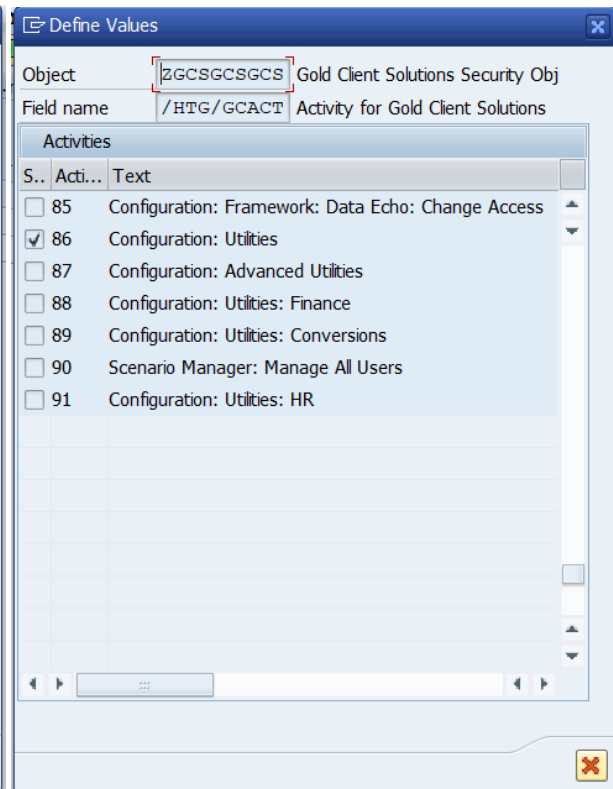 Define Values
Object ZGCSGCSGCS Gold Client Solutions Security Obj
Field name /HTG/GCACT Activity for Gold Client Solutions
Activities
S.. Acti... Text
85 Configuration: Framework: Data Echo: Change Access
86 Configuration: Utilities
87 Configuration: Advanced Utilities
88 Configuration: Utilities: Finance
89 Configuration: Utilities: Conversions
90 Scenario Manager: Manage All Users
91 Configuration: Utilities: HR